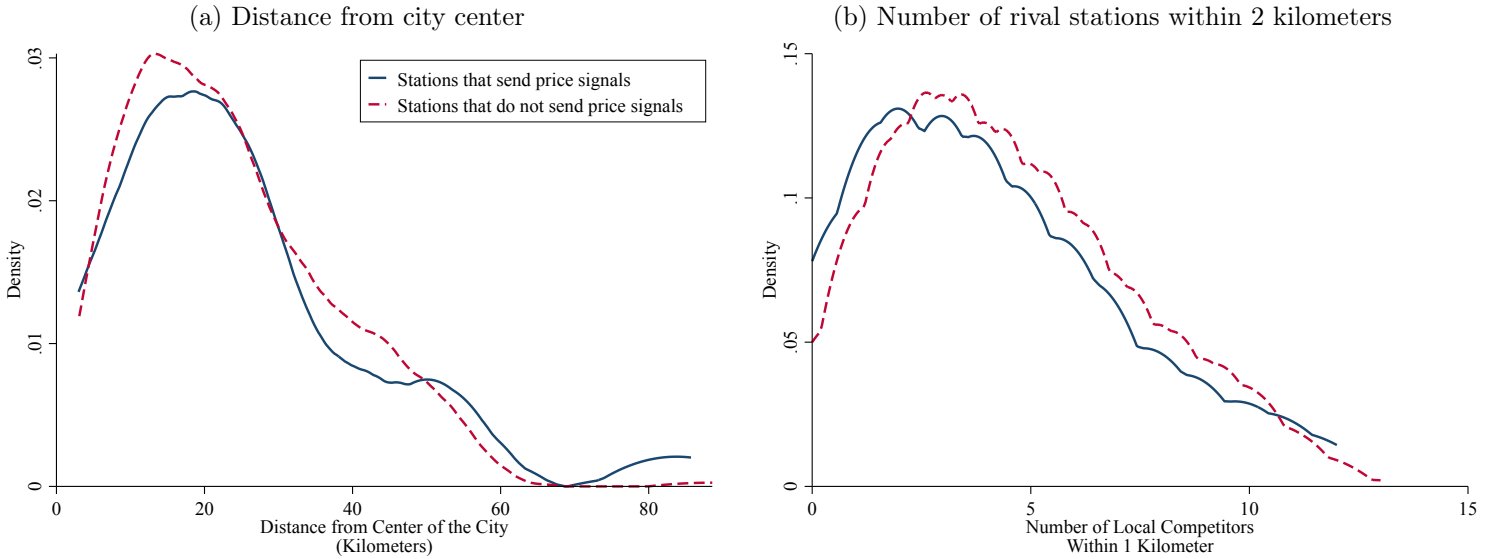 (a) Distance from city center
.03
.02
.01
0
Density
Stations that send price signals
Stations that do not send price signals
0 20 40 60 80
Distance from Center of the City
(Kilometers)
(b) Number of rival stations within 2 kilometers
.15
.1
.05
0
Density
0 5 10 15
Number of Local Competitors
Within 1 Kilometer